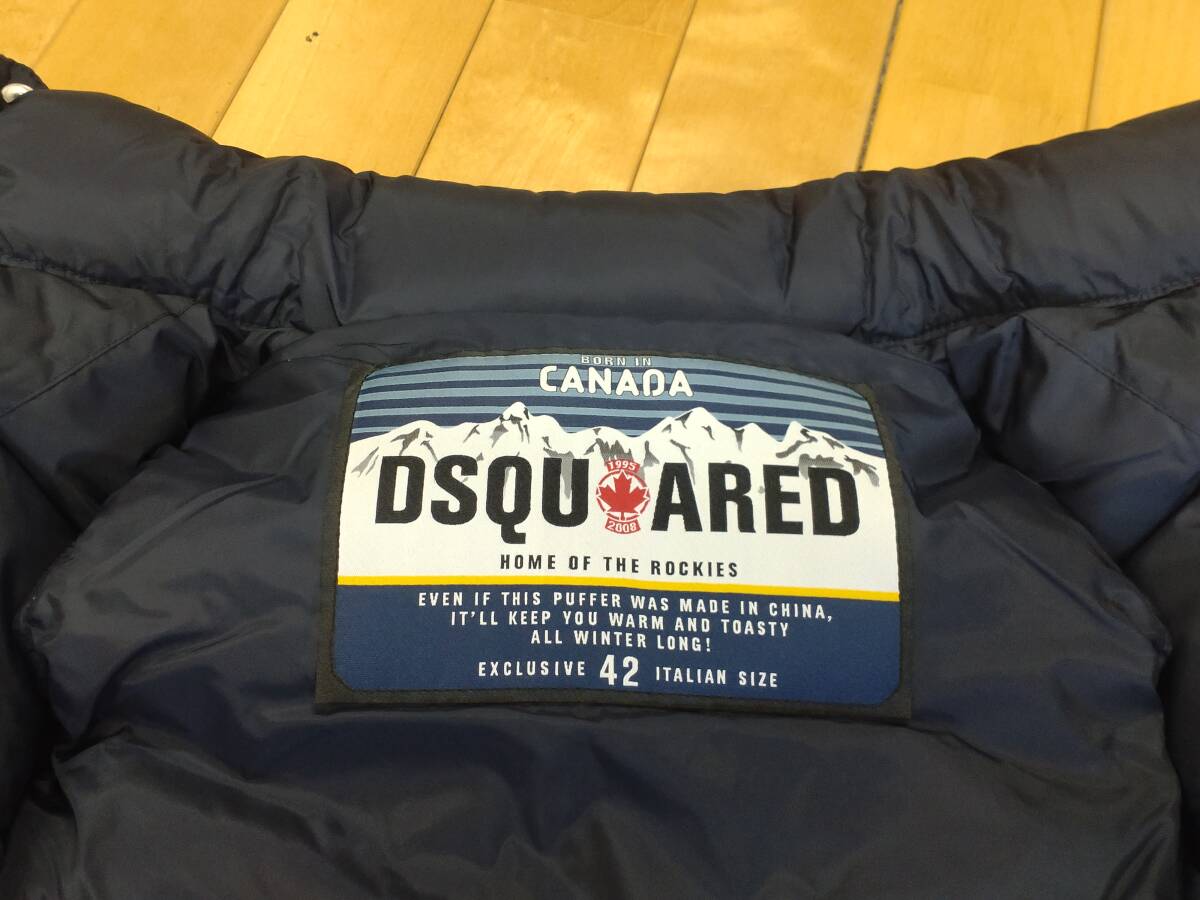 BORN IN
CANADA
1995
DSQU ARED
2008
HOME OF THE ROCKIES
EVEN IF THIS PUFFER WAS MADE IN CHINA,
IT'LL KEEP YOU WARM AND TOASTY
ALL WINTER LONG!
EXCLUSIVE 42 ITALIAN SIZE